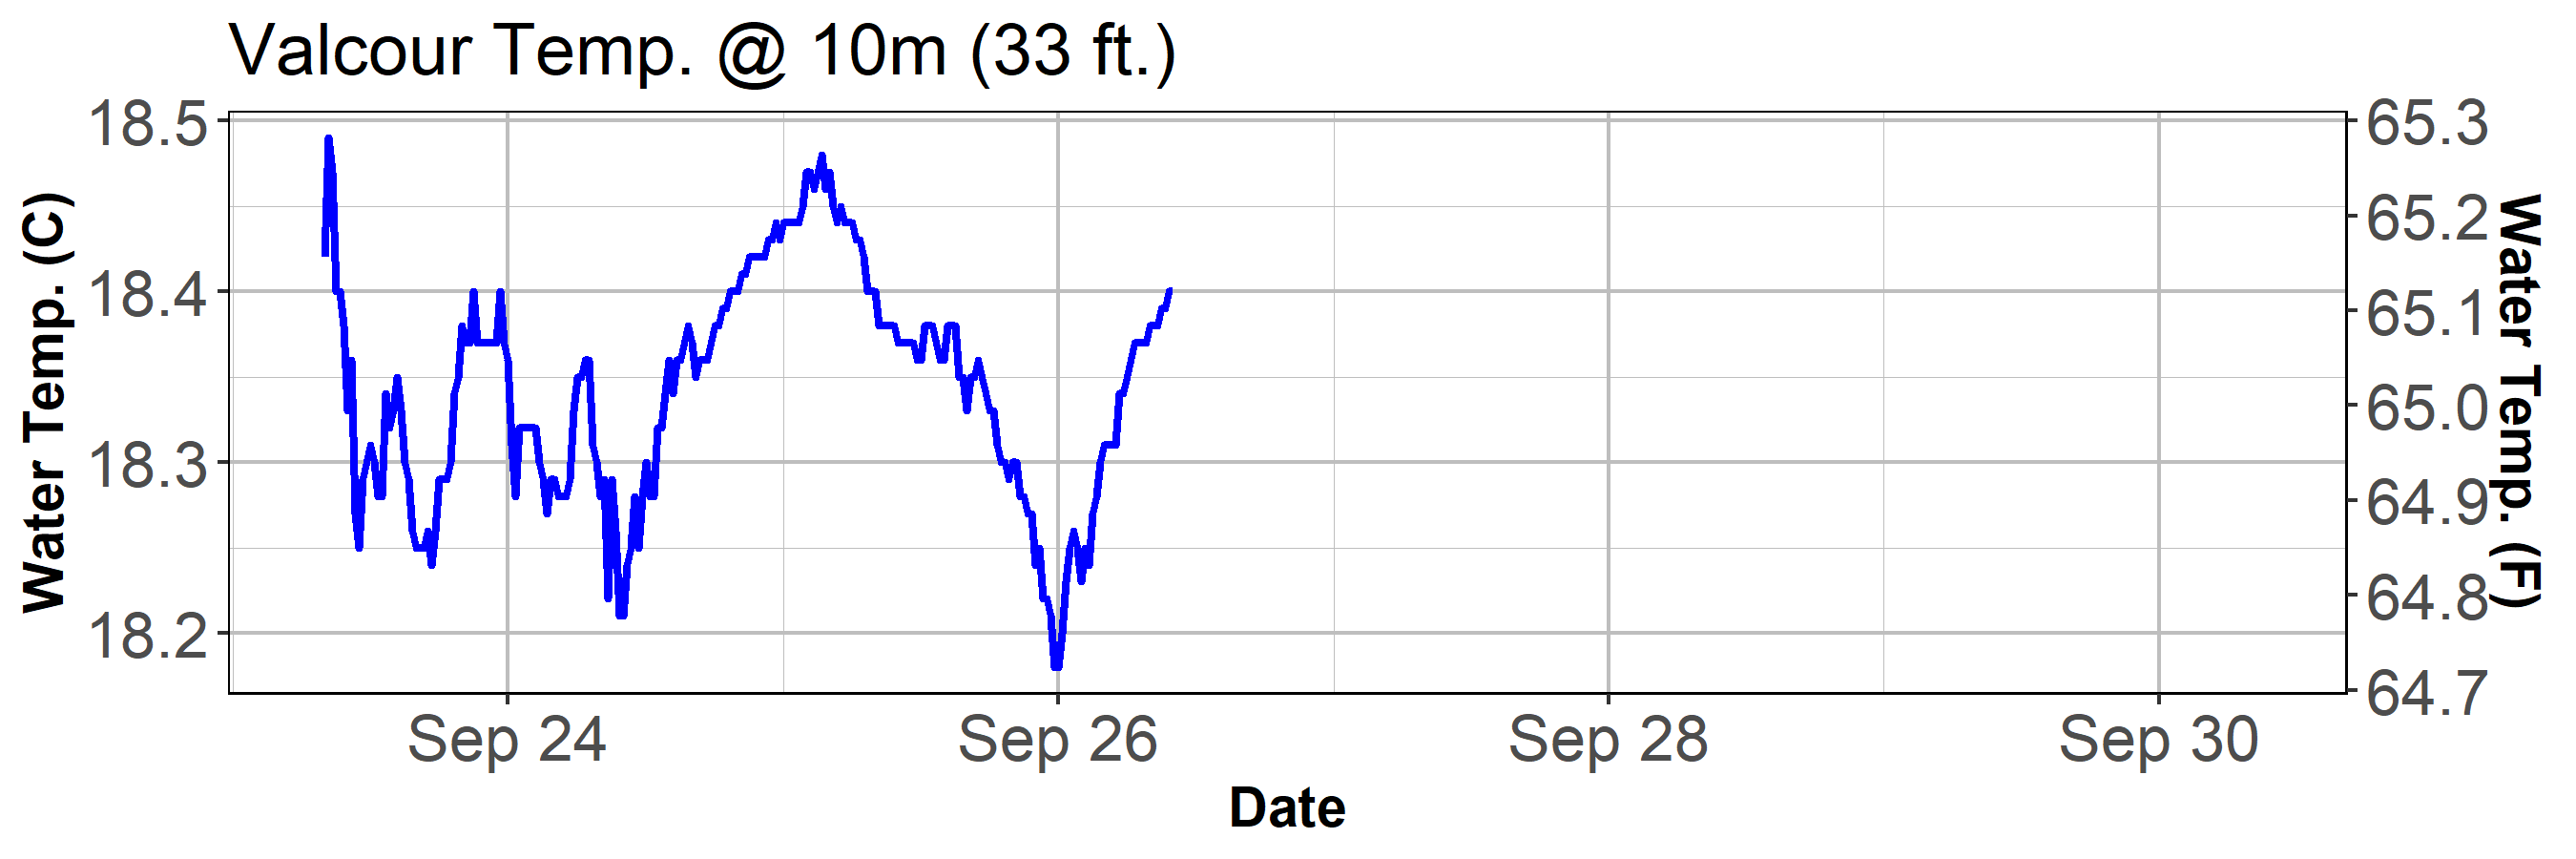 Valcour Temp. @ 10m (33 ft.)
Water Temp. (C)
18.5
18.4
18.3
18.2
65.3
65.2
65.1
65.0
64.9
64.8
64.7
Water Temp. (F)
Sep 24
Sep 26
Sep 28
Sep 30
Date